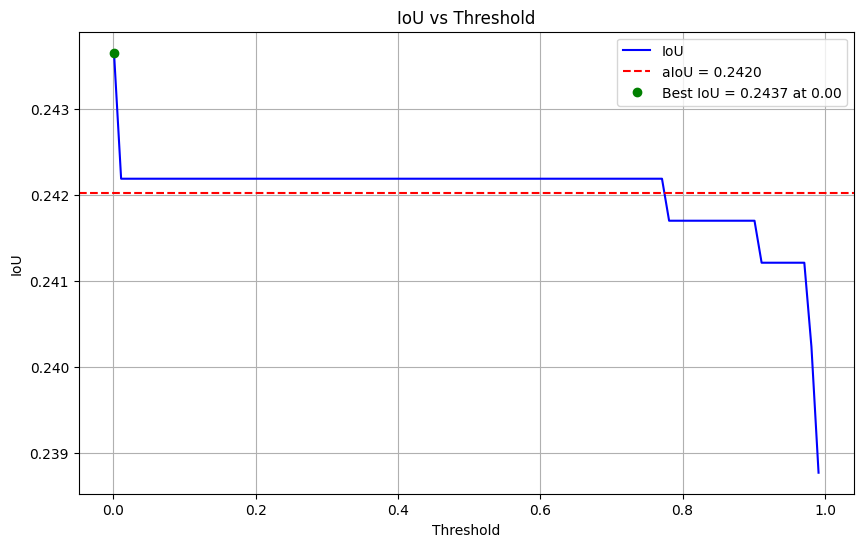 IoU vs Threshold
IoU
aIoU = 0.2420
Best IoU = 0.2437 at 0.00
0.243
0.242
0.241
0.240
0.239
IoU
0.0 0.2 0.4 0.6 0.8 1.0
Threshold